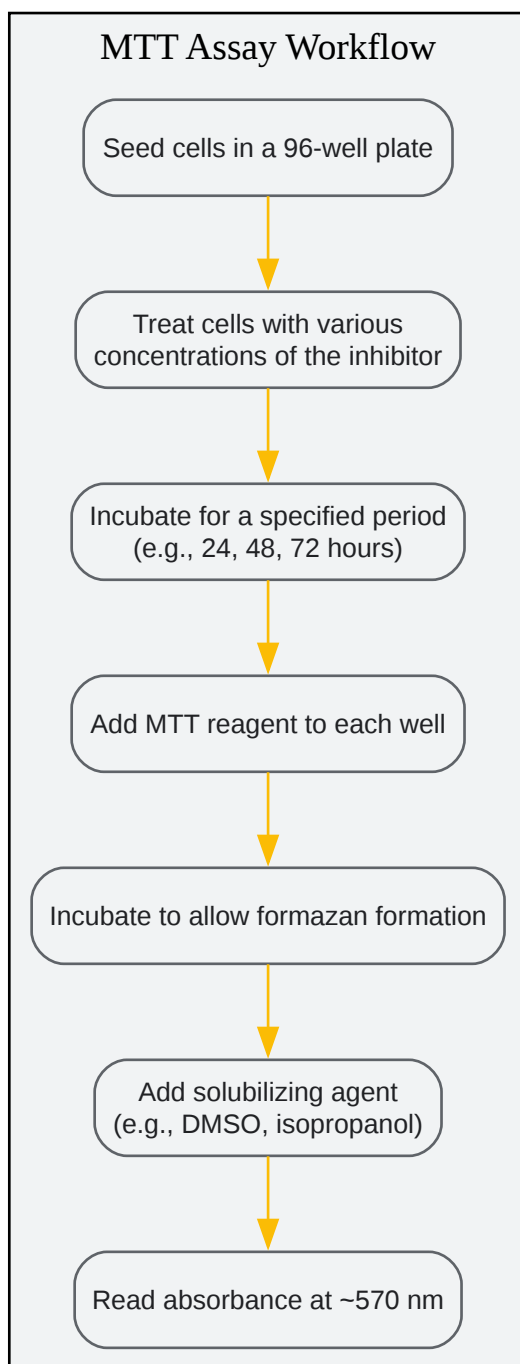 MTT Assay Workflow
Seed cells in a 96-well plate
Treat cells with various
concentrations of the inhibitor
Incubate for a specified period
(e.g., 24, 48, 72 hours)
Add MTT reagent to each well
Incubate to allow formazan formation
Add solubilizing agent
(e.g., DMSO, isopropanol)
Read absorbance at ~570 nm